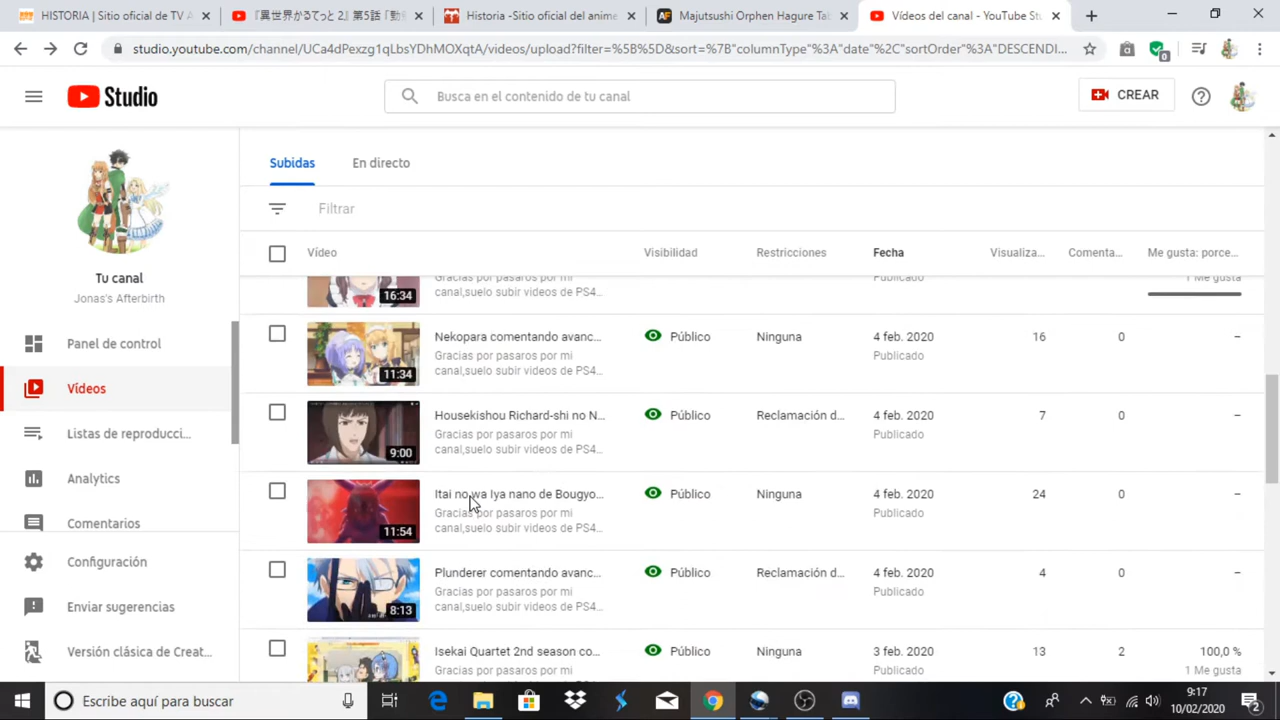 HISTORIA | Sitio oficial de TV A
『異世界かるてっと 2』第5話「動
Historia -Sitio oficial del anime
Majutsushi Orphen Hagure Tab
Vídeos del canal - YouTube Stu
studio.youtube.com/channel/UCa4dPexzg1qLbsYDhMOXqtA/videos/upload?filter=%5B%5D&sort=%7B"columnType"%3A"date"%2C"sortOrder"%3A"DESCENDI...
Studio
Busca en el contenido de tu canal
CREAR
Tu canal
Jonas's Afterbirth
Panel de control
Vídeos
Listas de reproducci...
Analytics
Comentarios
Configuración
Enviar sugerencias
Versión clásica de Creat...
Subidas En directo
Filtrar
Vídeo Visibilidad Restricciones Fecha Visualiza... Comenta... Me gusta: porce...
Gracias por pasaros por mi
canal,suelo subir videos de PS4...
16:34
Publicado
1 Me gusta
Nekopara comentando avanc... Público Ninguna 4 feb. 2020 16 0 –
Gracias por pasaros por mi Publicado
canal,suelo subir videos de PS4...
11:34
Housekishou Richard-shi no N... Público Reclamación d... 4 feb. 2020 7 0 –
Gracias por pasaros por mi Publicado
canal,suelo subir videos de PS4...
9:00
Itai no wa Iya nano de Bougyo... Público Ninguna 4 feb. 2020 24 0 –
Gracias por pasaros por mi Publicado
canal,suelo subir videos de PS4...
11:54
Plunderer comentando avanc... Público Reclamación d... 4 feb. 2020 4 0 –
Gracias por pasaros por mi Publicado
canal,suelo subir videos de PS4...
8:13
Isekai Quartet 2nd season co... Público Ninguna 3 feb. 2020 13 2 100,0 %
Gracias por pasaros por mi Publicado 1 Me gusta
Escribe aquí para buscar
9:17
10/02/2020
2